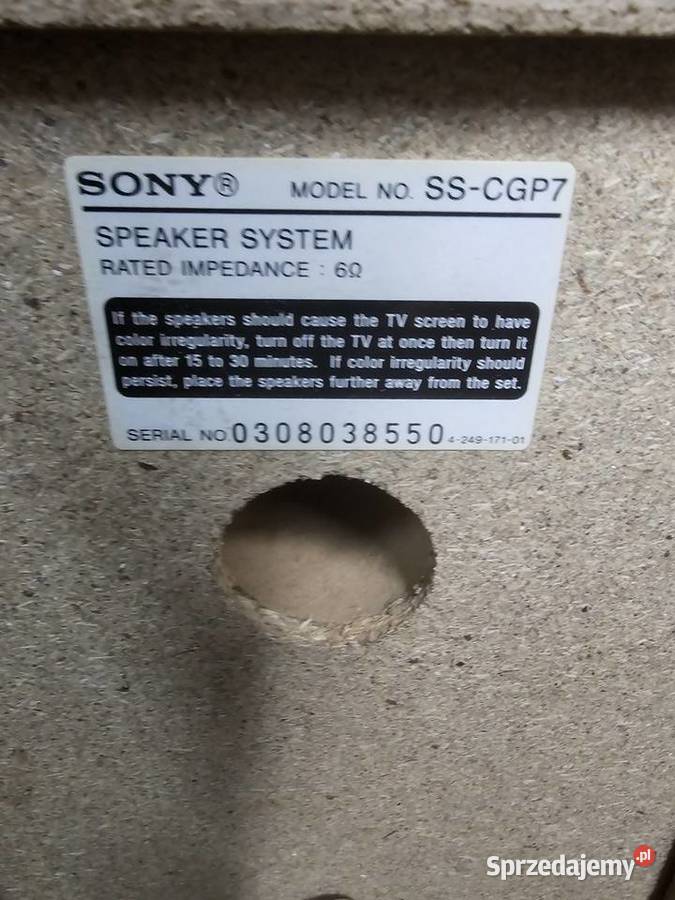 SONY® MODEL NO. SS-CGP7
SPEAKER SYSTEM
RATED IMPEDANCE : 6Ω
If the speakers should cause the TV screen to have
color irregularity, turn off the TV at once then turn it
on after 15 to 30 minutes. If color irregularity should
persist, place the speakers further away from the set.
SERIAL NO. 0308038550 4-249-171-01
Sprzedajemy.pl